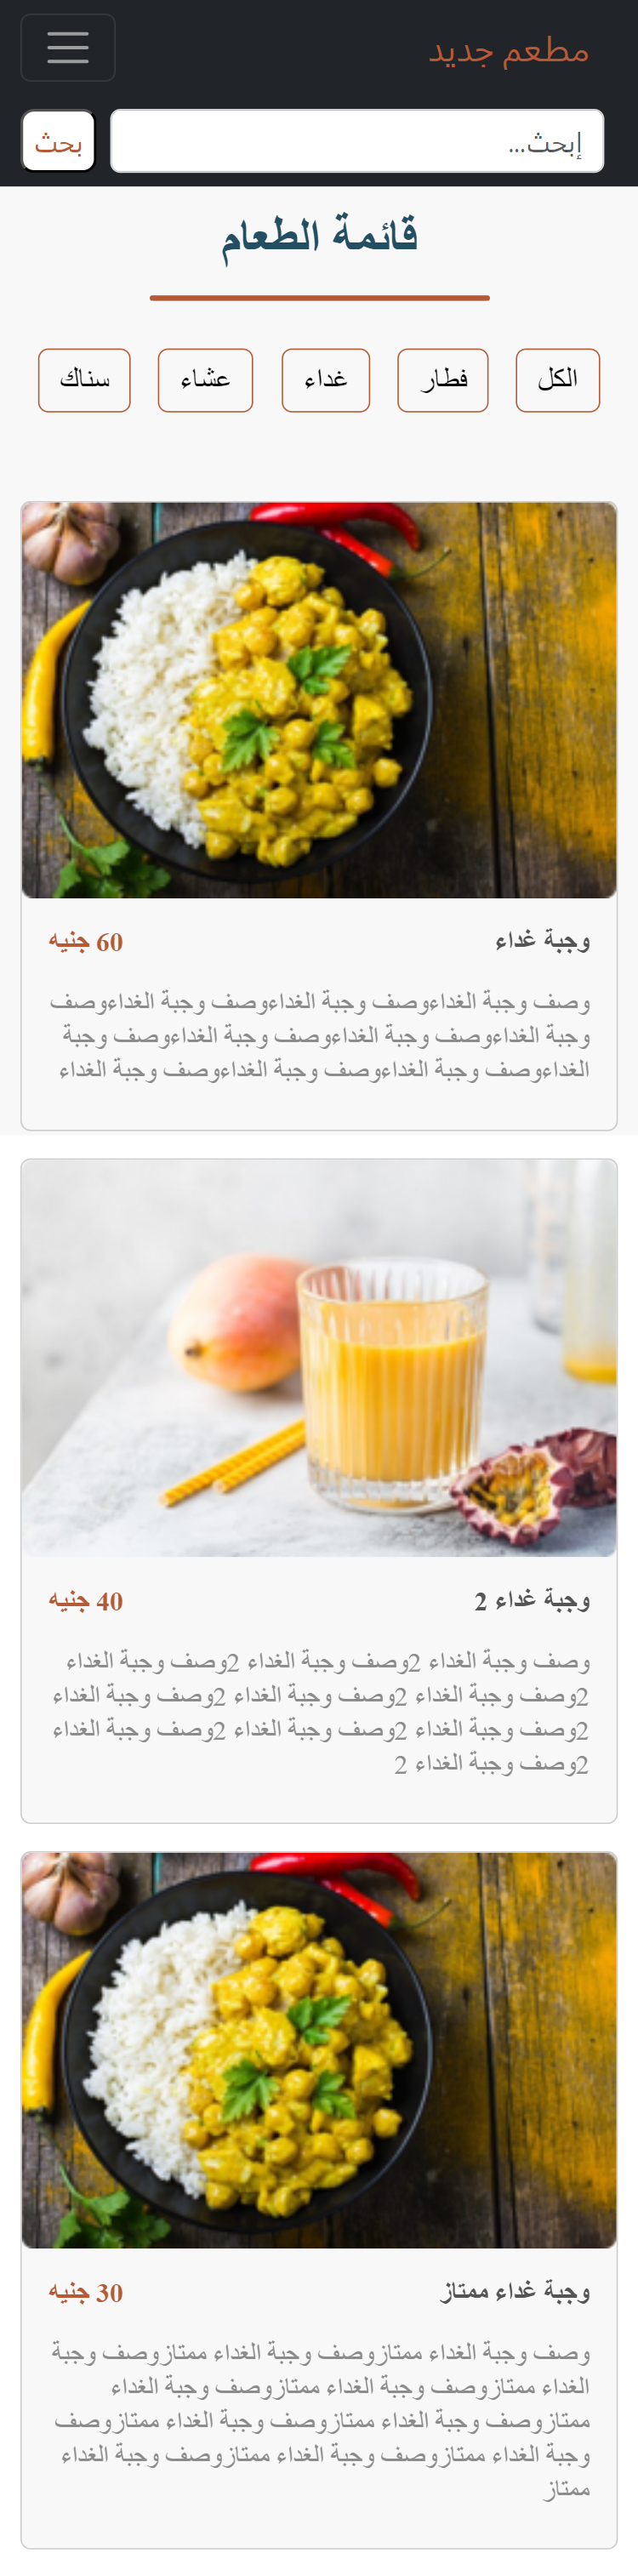 مطعم جديد
إبحث...
بحث
قائمة الطعام
الكل
فطار
غداء
عشاء
سناك
وجبة غداء
60 جنيه
وصف وجبة الغداءوصف وجبة الغداءوصف وجبة الغداءوصف
وجبة الغداءوصف وجبة الغداءوصف وجبة الغداءوصف وجبة
الغداءوصف وجبة الغداءوصف وجبة الغداءوصف وجبة الغداء
وجبة غداء 2
40 جنيه
وصف وجبة الغداء 2وصف وجبة الغداء 2وصف وجبة الغداء
2وصف وجبة الغداء 2وصف وجبة الغداء 2وصف وجبة الغداء
2وصف وجبة الغداء 2وصف وجبة الغداء 2وصف وجبة الغداء
2وصف وجبة الغداء 2
وجبة غداء ممتاز
30 جنيه
وصف وجبة الغداء ممتازوصف وجبة الغداء ممتازوصف وجبة
الغداء ممتازوصف وجبة الغداء ممتازوصف وجبة الغداء
ممتازوصف وجبة الغداء ممتازوصف وجبة الغداء ممتازوصف
وجبة الغداء ممتازوصف وجبة الغداء ممتازوصف وجبة الغداء
ممتاز